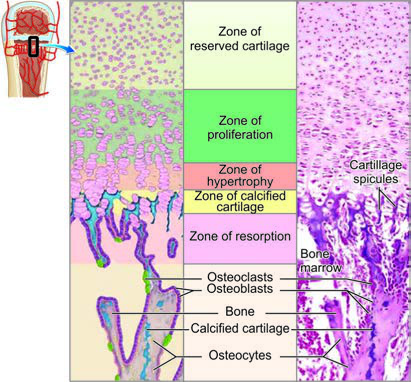 Zone of
reserved cartilage
Zone of
proliferation
Zone of
hypertrophy
Cartillage
spicules
Zone of calcified
cartilage
Zone of resorption
Bone
marrow
Osteoclasts
Osteoblasts
Bone
Calcified cartilage
Osteocytes